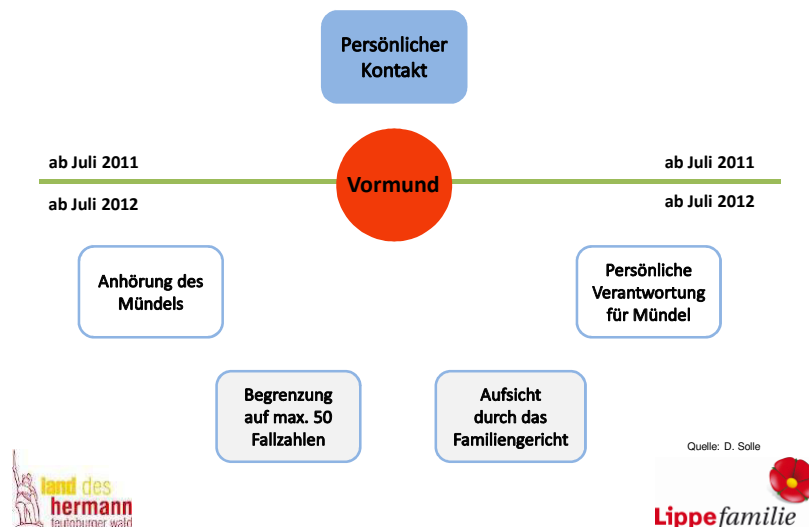 Persönlicher
Kontakt
ab Juli 2011
ab Juli 2011
Vormund
ab Juli 2012
ab Juli 2012
Anhörung des
Mündels
Persönliche
Verantwortung
für Mündel
Begrenzung
auf max. 50
Fallzahlen
Aufsicht
durch das
Familiengericht
Quelle: D. Solle
land des
hermann
teutoburger wald
Lippefamilie